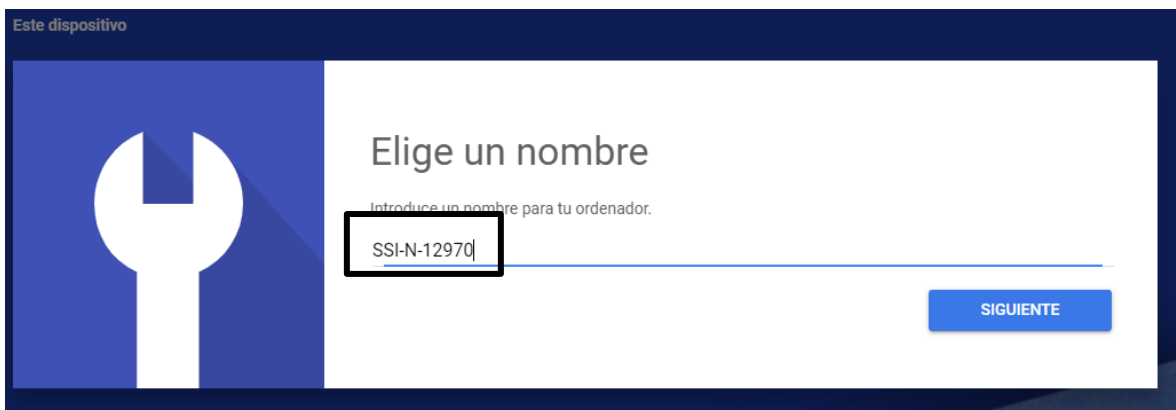 Este dispositivo
Elige un nombre
Introduce un nombre para tu ordenador.
SSI-N-12970
SIGUIENTE